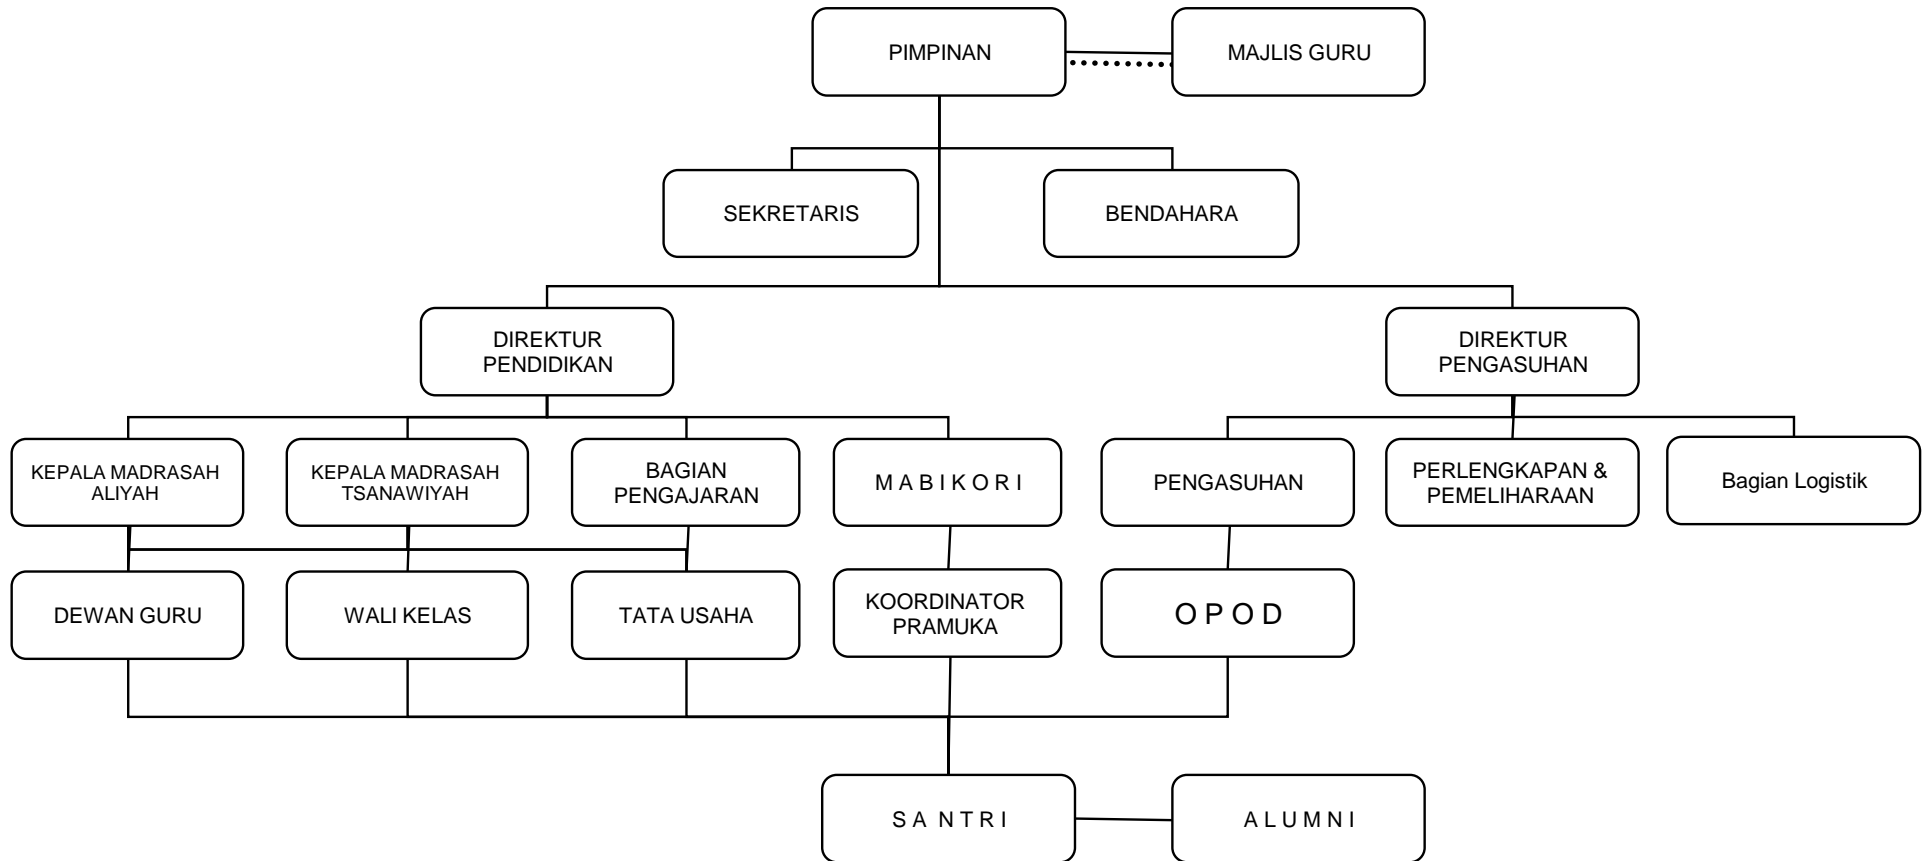 PIMPINAN
MAJLIS GURU
SEKRETARIS
BENDAHARA
DIREKTUR
PENDIDIKAN
DIREKTUR
PENGASUHAN
KEPALA MADRASAH
ALIYAH
KEPALA MADRASAH
TSANAWIYAH
BAGIAN
PENGAJARAN
M A B I K O R I
PENGASUHAN
PERLENGKAPAN &
PEMELIHARAAN
Bagian Logistik
DEWAN GURU
WALI KELAS
TATA USAHA
KOORDINATOR
PRAMUKA
O P O D
S A N T R I
A L U M N I